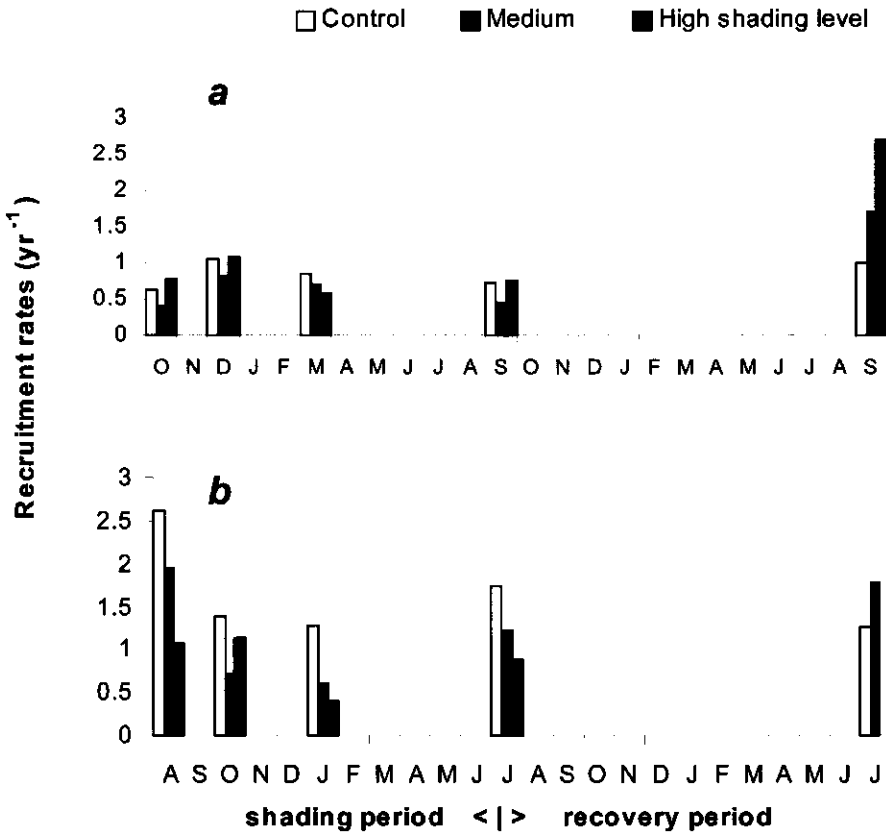 Control Medium High shading level
a
3
2.5
2
1.5
1
0.5
0
O N D J F M A M J J A S O N D J F M A M J J A S
Recruitment rates (yr-1)
b
3
2.5
2
1.5
1
0.5
0
A S O N D J F M A M J J A S O N D J F M A M J J
shading period <|> recovery period